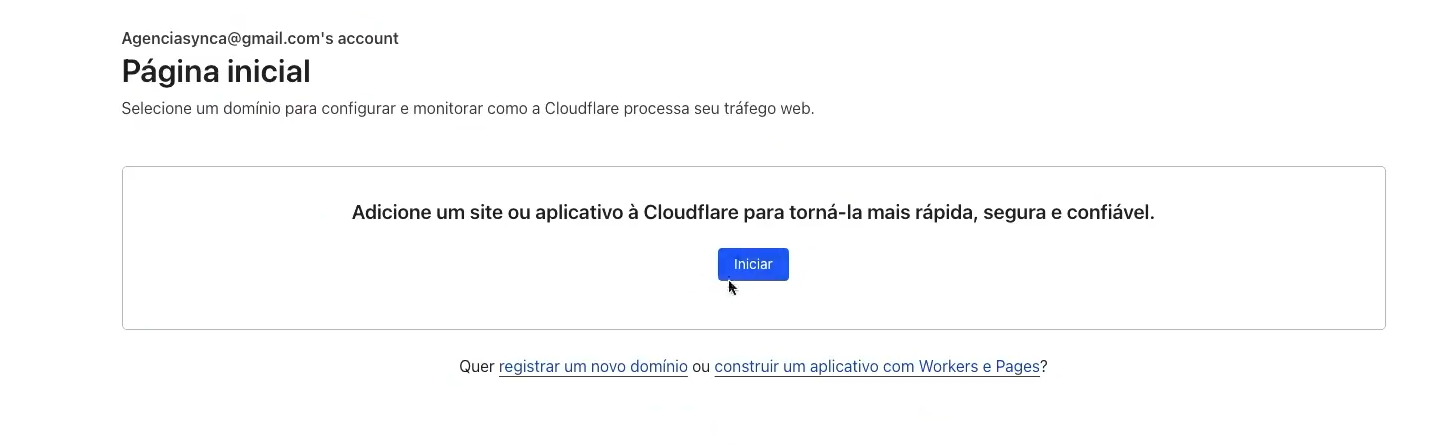 Agenciasynca@gmail.com's account
Página inicial
Selecione um domínio para configurar e monitorar como a Cloudflare processa seu tráfego web.
Adicione um site ou aplicativo à Cloudflare para torná-la mais rápida, segura e confiável.
Iniciar
Quer registrar um novo domínio ou construir um aplicativo com Workers e Pages?